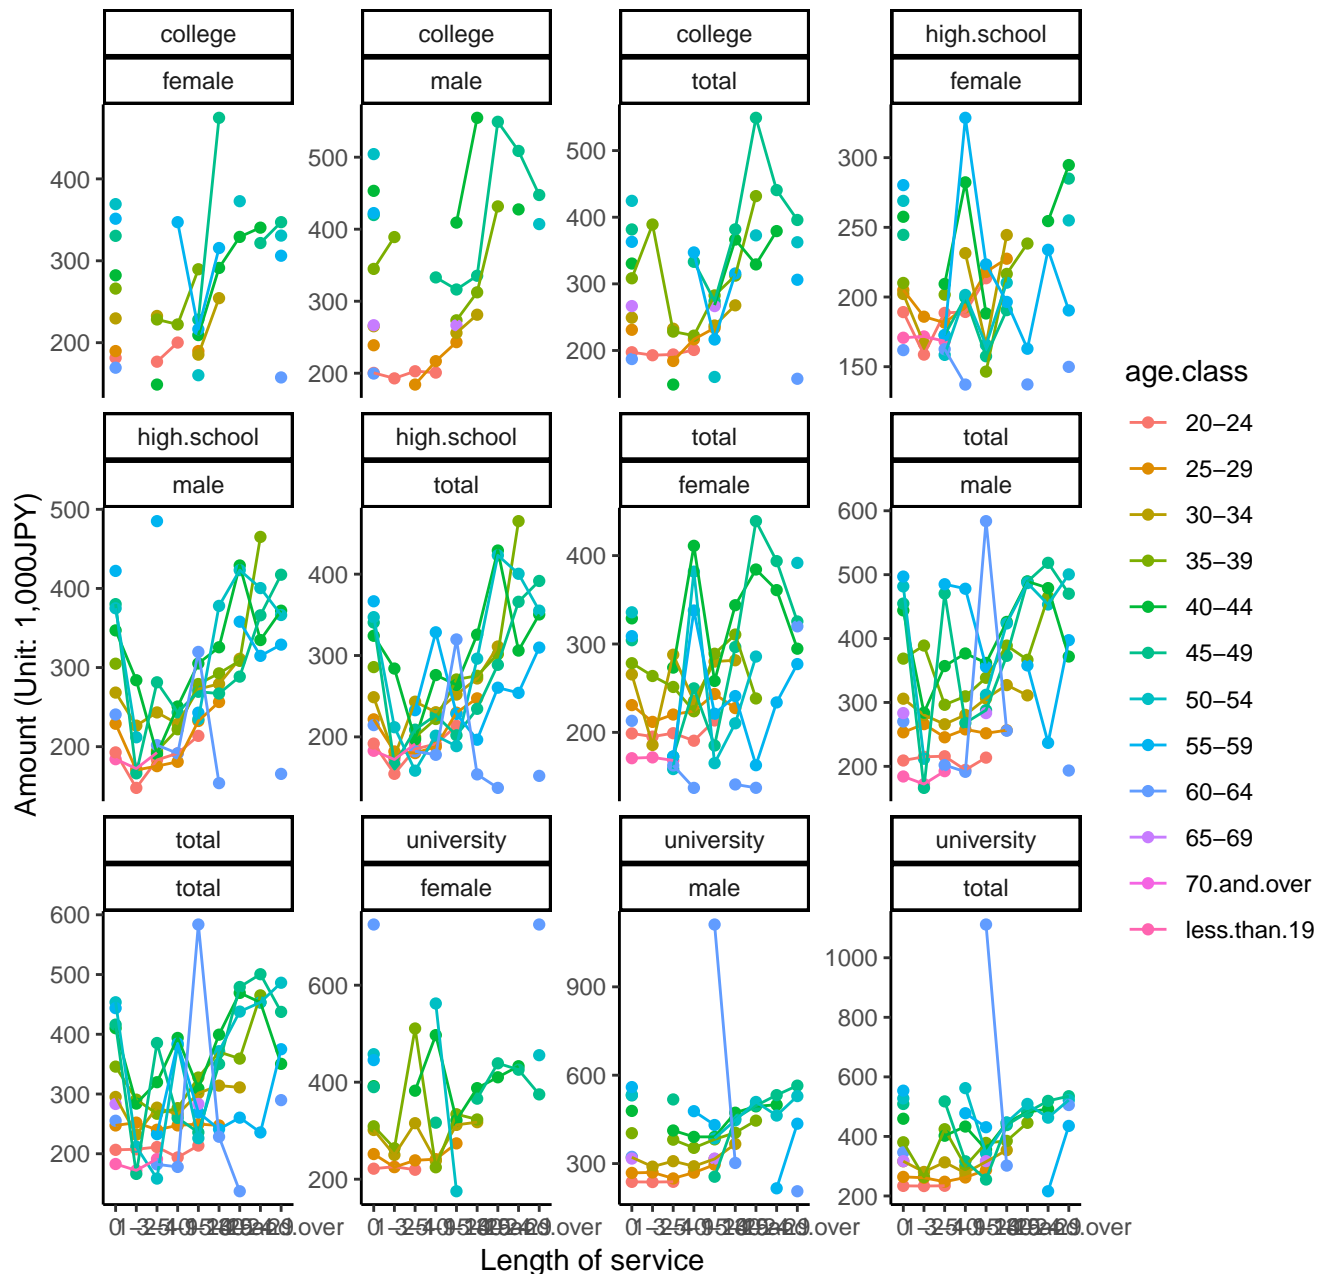 college
college
college
high.school
female
male
total
female
400
300
200
500
400
300
200
500
400
300
200
300
250
200
150
high.school
high.school
total
total
male
total
female
male
500
400
300
200
400
300
200
400
300
200
600
500
400
300
200
total
university
university
university
total
female
male
total
600
500
400
300
200
600
400
200
900
600
300
1000
800
600
400
200
Length of service
Amount (Unit: 1,000JPY)
age.class
20−24
25−29
30−34
35−39
40−44
45−49
50−54
55−59
60−64
65−69
70.and.over
less.than.19